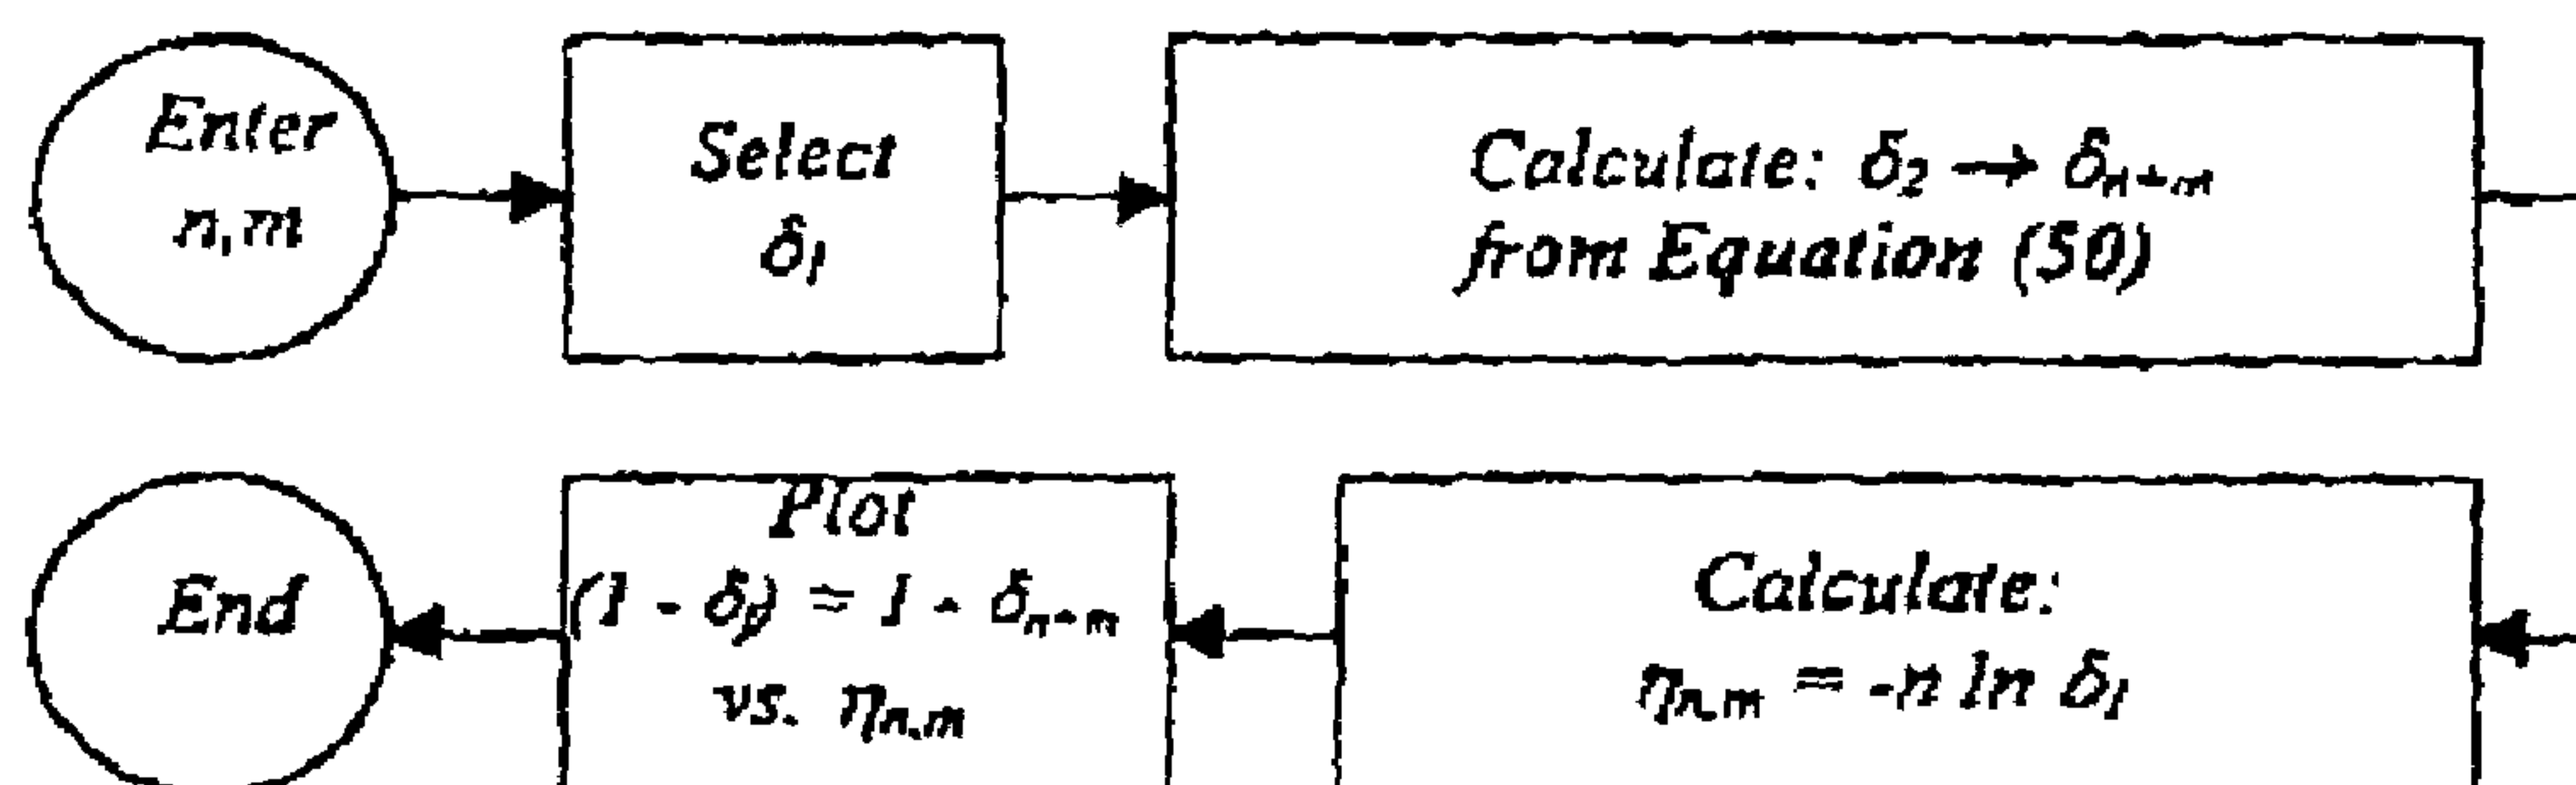 Enter
n,m
Select
δ₁
Calculate: δ₂ → δₙ₊ₘ
from Equation (50)
Plot
(1 - δᵧ) = 1 - δₙ₊ₘ
vs. ηₙ,ₘ
Calculate:
ηₙ,ₘ = -n ln δ₁
End